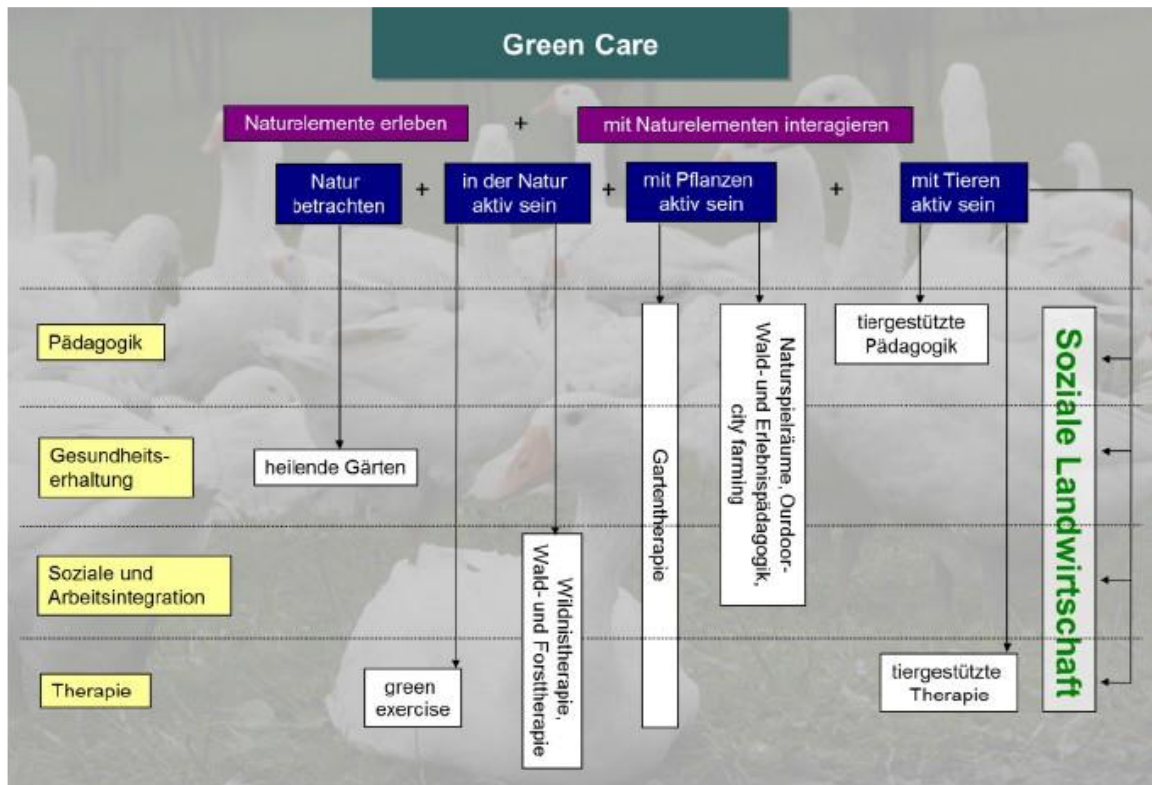 Green Care
Naturelemente erleben + mit Naturelementen interagieren
Natur
betrachten
+
in der Natur
aktiv sein
+
mit Pflanzen
aktiv sein
+
mit Tieren
aktiv sein
Pädagogik
tiergestützte
Pädagogik
Gesundheits-
erhaltung
heilende Gärten
Gartentherapie
Naturspielräume, Ourdoor-
Wald- und Erlebnispädagogik,
city farming
Soziale Landwirtschaft
Soziale und
Arbeitsintegration
Wildnistherapie,
Wald- und Forsttherapie
Therapie
green
exercise
tiergestützte
Therapie